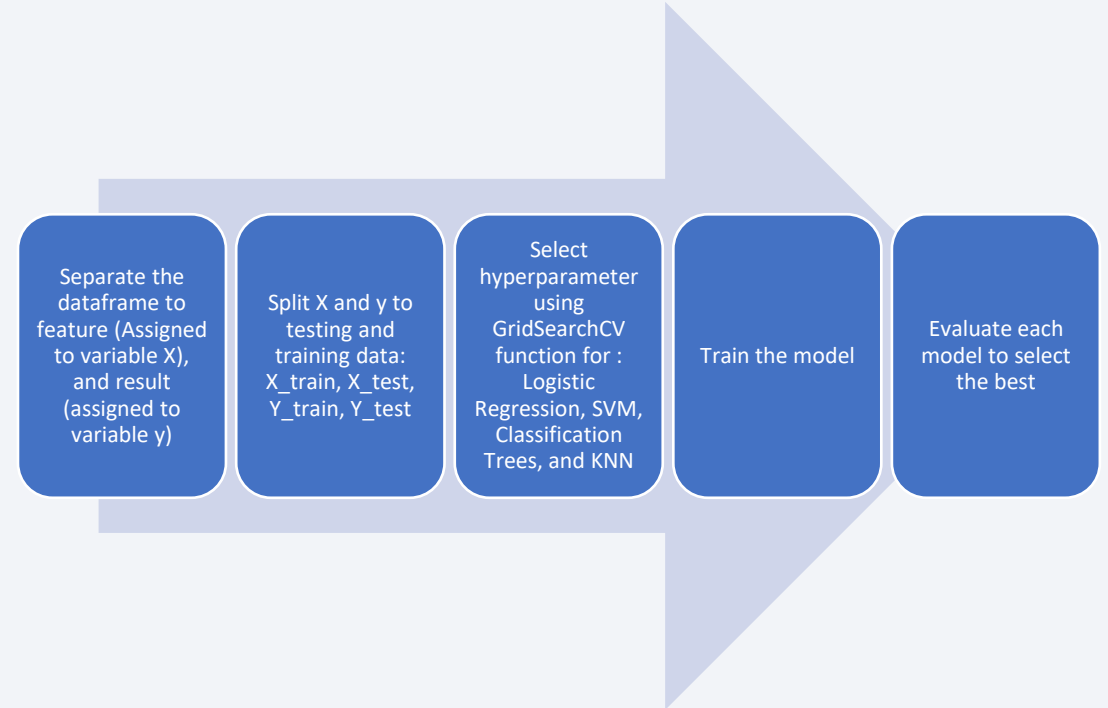 Separate the
dataframe to
feature (Assigned
to variable X),
and result
(assigned to
variable y)
Split X and y to
testing and
training data:
X_train, X_test,
Y_train, Y_test
Select
hyperparameter
using
GridSearchCV
function for :
Logistic
Regression, SVM,
Classification
Trees, and KNN
Train the model
Evaluate each
model to select
the best